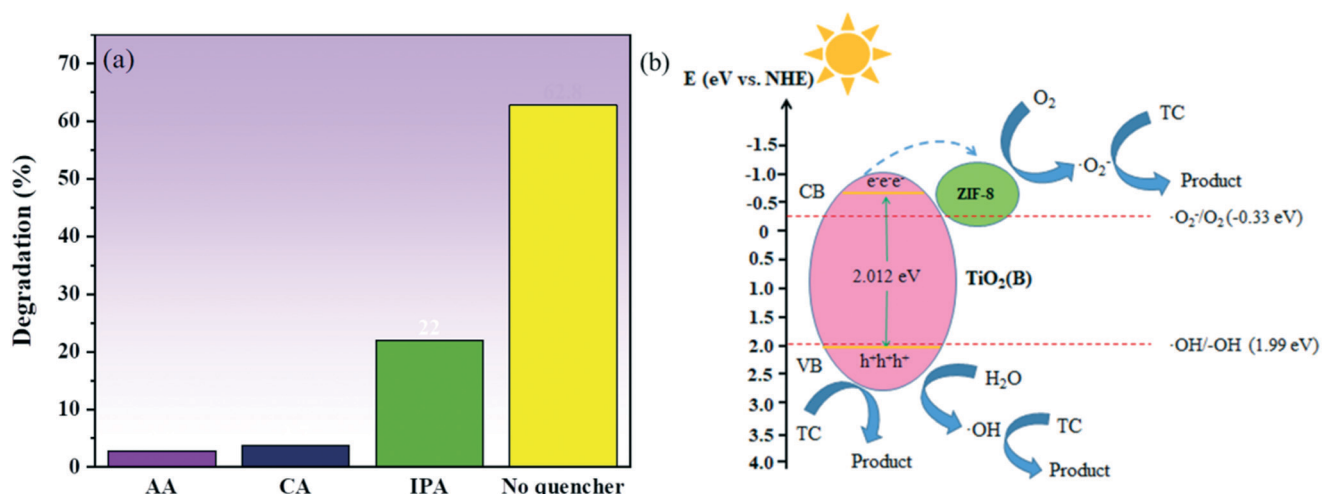 (a)
70
60
50
40
30
20
10
0
Degradation (%)
62.8
22
AA
CA
IPA
No quencher
(b)
E (eV vs. NHE)
-1.5
-1.0
-0.5
0
0.5
1.0
1.5
2.0
2.5
3.0
3.5
4.0
CB
VB
e⁻e⁻e⁻
2.012 eV
h⁺h⁺h⁺
ZIF-8
TiO₂(B)
O₂
·O₂⁻
TC
Product
·O₂⁻/O₂ (-0.33 eV)
·OH/-OH (1.99 eV)
H₂O
·OH
TC
Product
TC
Product